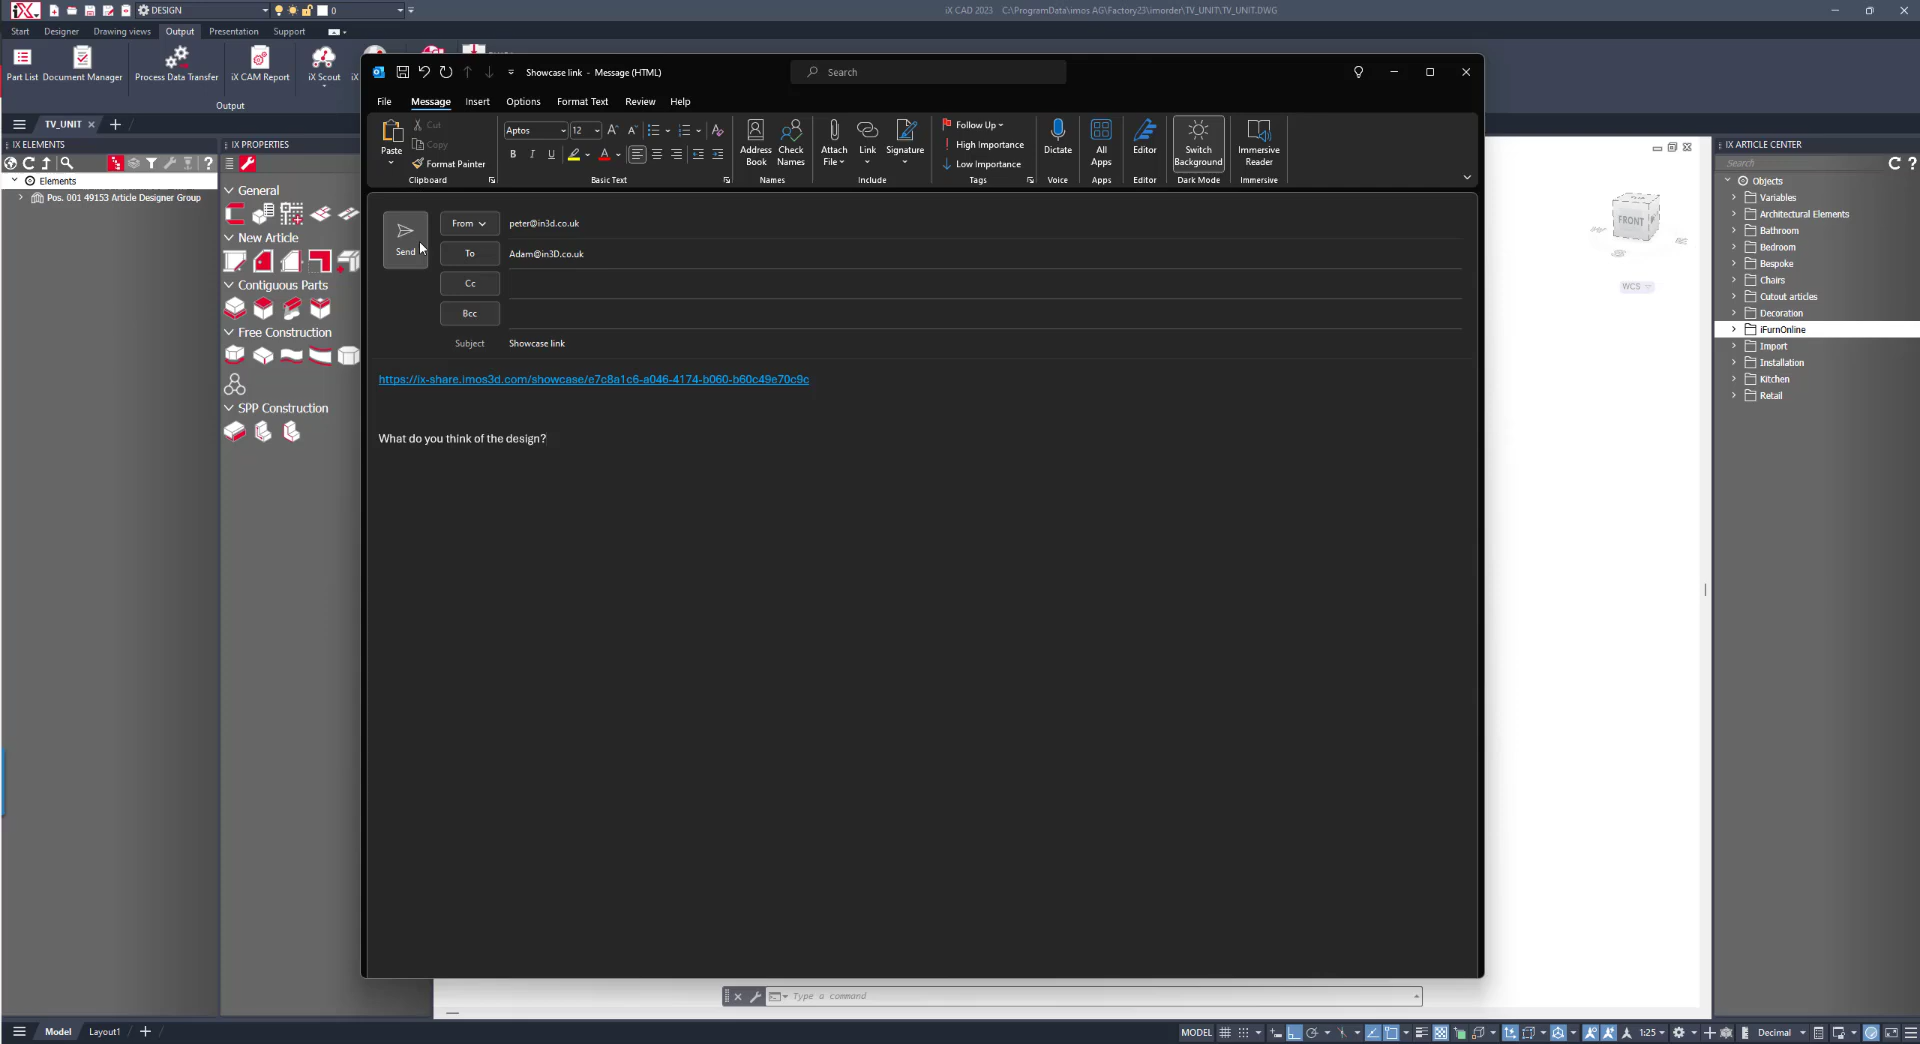 iX DESIGN 0 iX CAD 2023 C:\ProgramData\imos AG\Factory23\imorder\TV_UNIT\TV_UNIT.DWG
Start Designer Drawing views Output Presentation Support
Part List Document Manager Process Data Transfer iX CAM Report iX Scout
Output
TV_UNIT
IX ELEMENTS
Elements
Pos. 001 49153 Article Designer Group
IX PROPERTIES
General
New Article
Contiguous Parts
Free Construction
SPP Construction
Showcase link - Message (HTML) Search
File Message Insert Options Format Text Review Help
Paste
Cut
Copy
Format Painter
Clipboard
Aptos 12
B I U A
Basic Text
Address Book
Check Names
Names
Attach File
Link
Signature
Include
Follow Up
High Importance
Low Importance
Tags
Dictate
Voice
All Apps
Apps
Editor
Editor
Switch Background
Dark Mode
Immersive Reader
Immersive
Send
From peter@in3d.co.uk
To Adam@in3D.co.uk
Cc
Bcc
Subject Showcase link
https://ix-share.imos3d.com/showcase/e7c8a1c6-a046-4174-b060-b60c49e70c9c
What do you think of the design?
FRONT
WCS
IX ARTICLE CENTER
Search
Objects
Variables
Architectural Elements
Bathroom
Bedroom
Bespoke
Chairs
Cutout articles
Decoration
iFurnOnline
Import
Installation
Kitchen
Retail
Type a command
Model Layout1 MODEL 1:25 Decimal